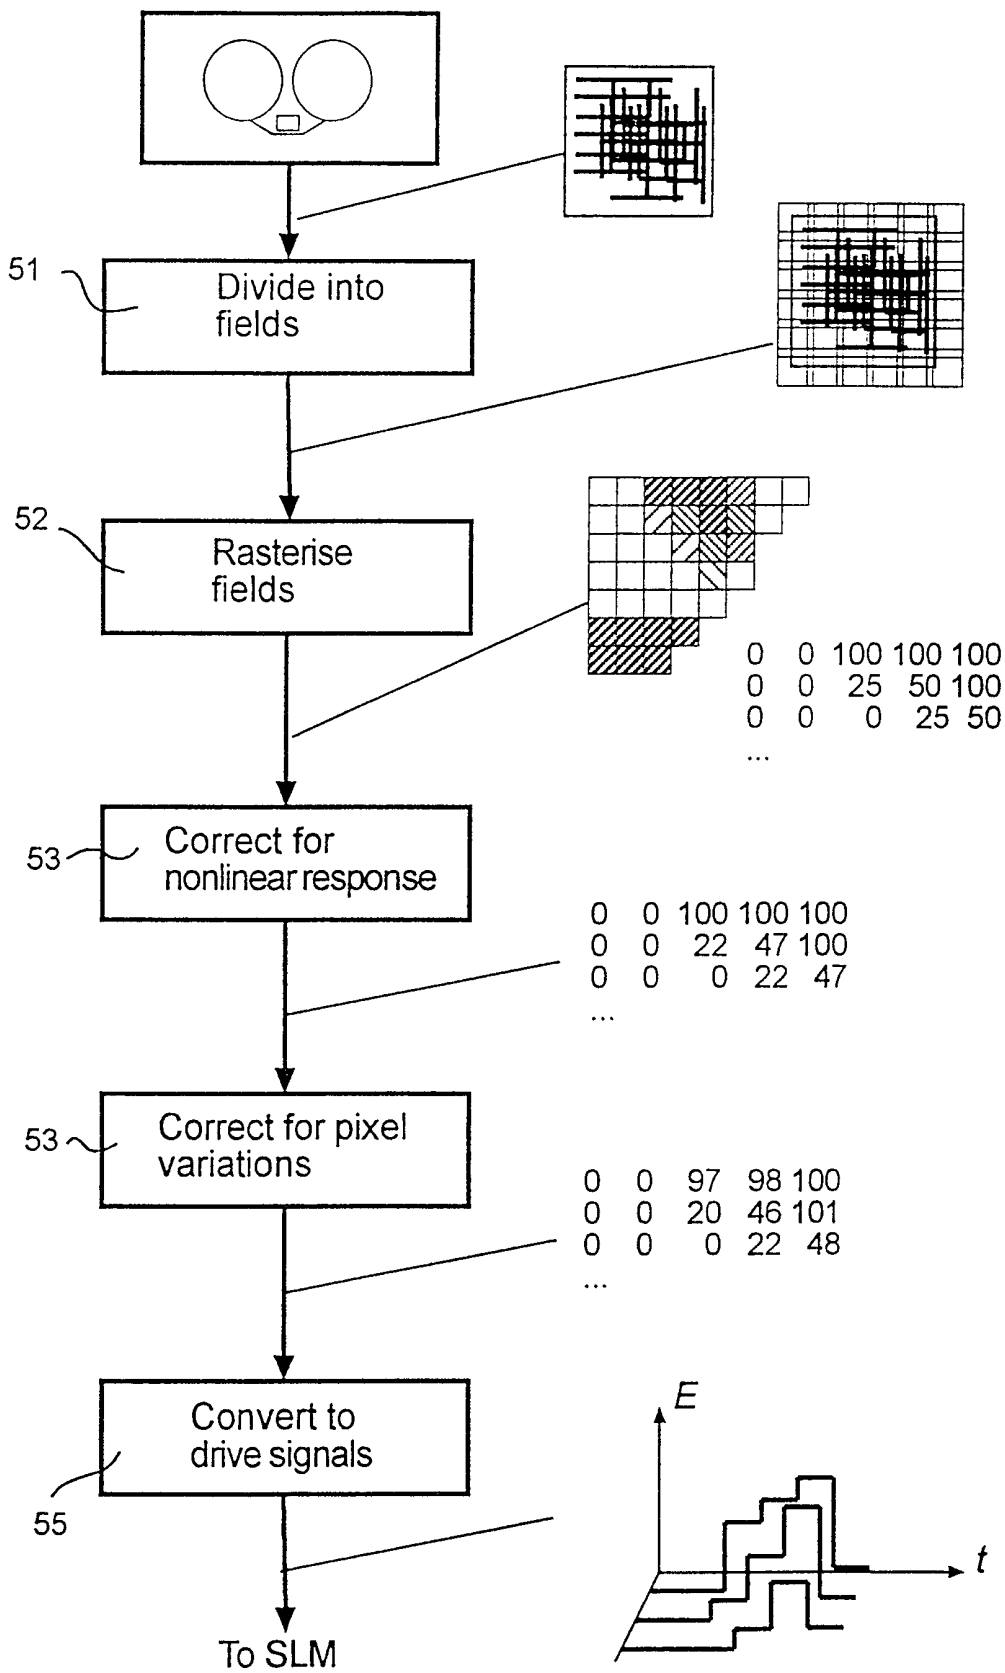 51
Divide into
fields
52
Rasterise
fields
0 0 100 100 100
0 0 25 50 100
0 0 0 25 50
...
53
Correct for
nonlinear response
0 0 100 100 100
0 0 22 47 100
0 0 0 22 47
...
53
Correct for pixel
variations
0 0 97 98 100
0 0 20 46 101
0 0 0 22 48
...
Convert to
drive signals
55
E
t
To SLM